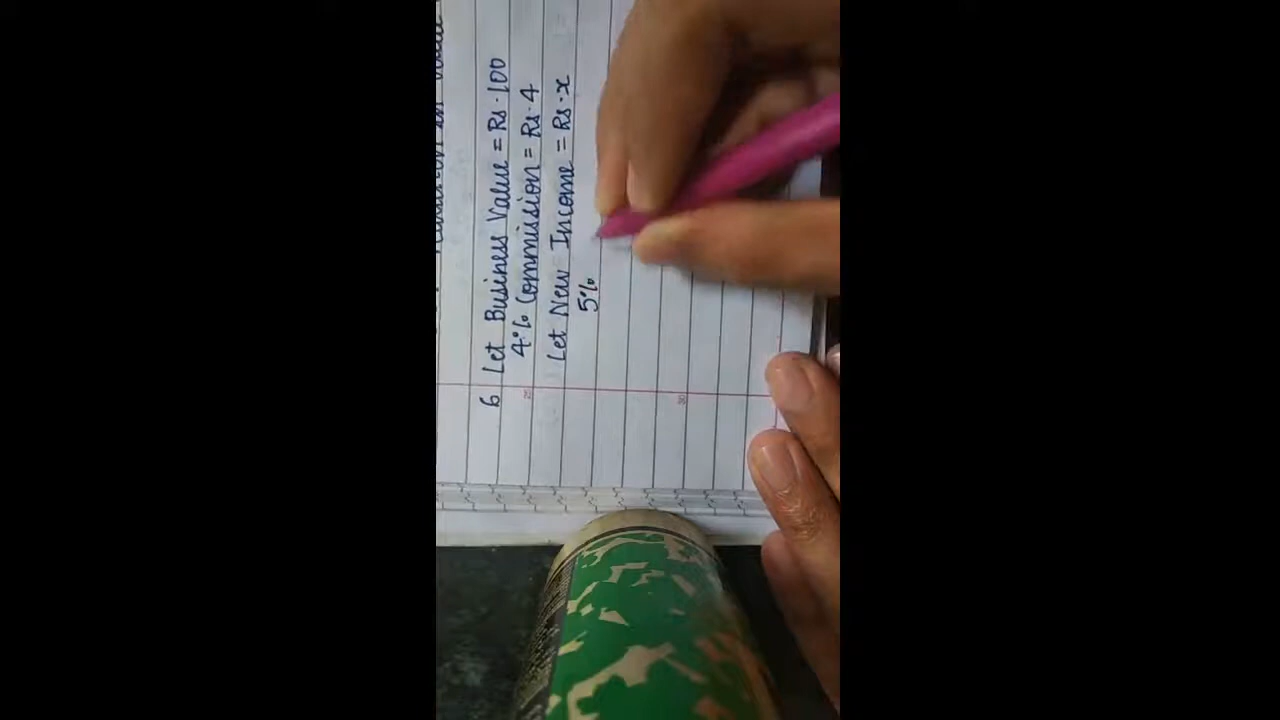 6 Let Business Value = Rs. 100
4% Commission = Rs. 4
Let New Income = Rs. x
5%